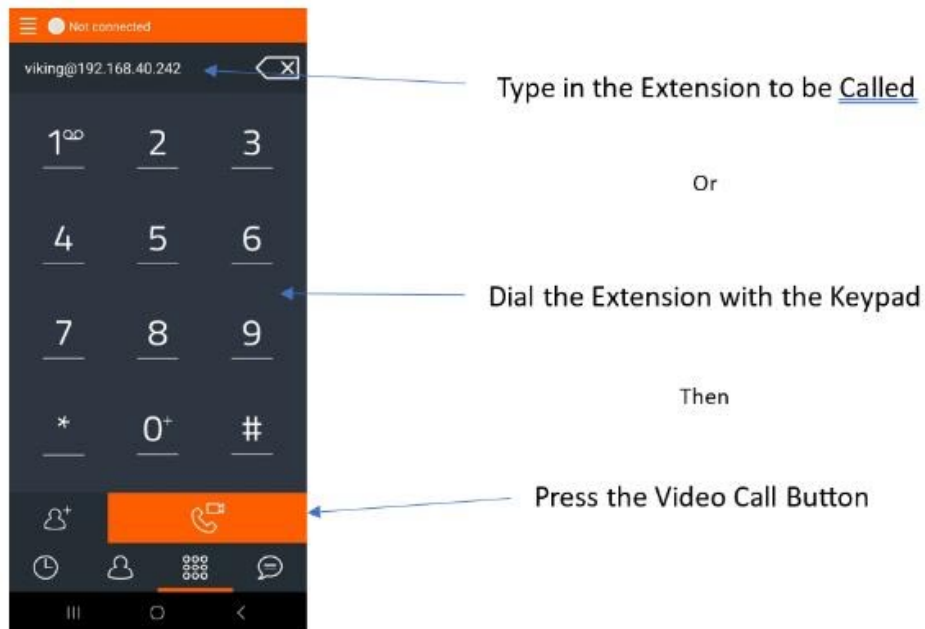 Not connected
viking@192.168.40.242
Type in the Extension to be Called
1 2 3
Or
4 5 6
Dial the Extension with the Keypad
7 8 9
Then
* 0+ #
Press the Video Call Button